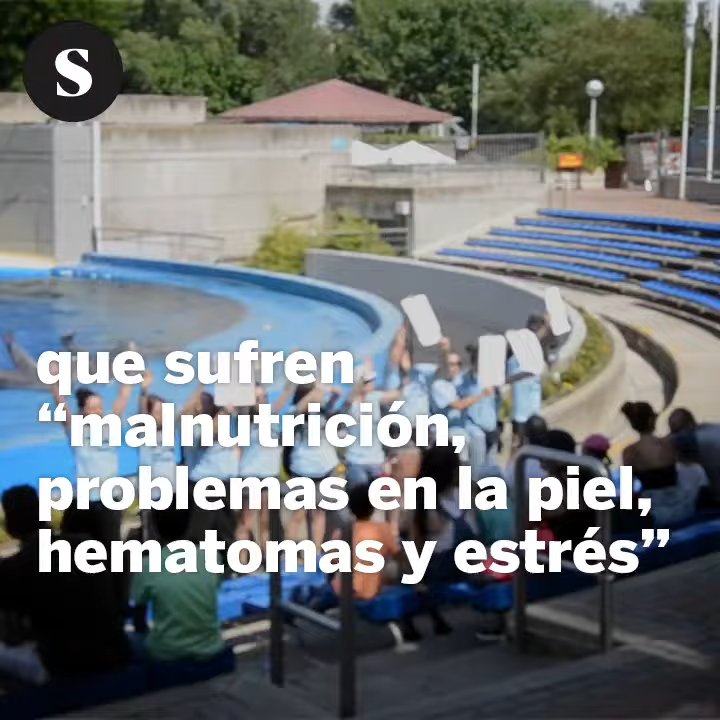 S
que sufren
“malnutrición,
problemas en la piel,
hematomas y estrés”